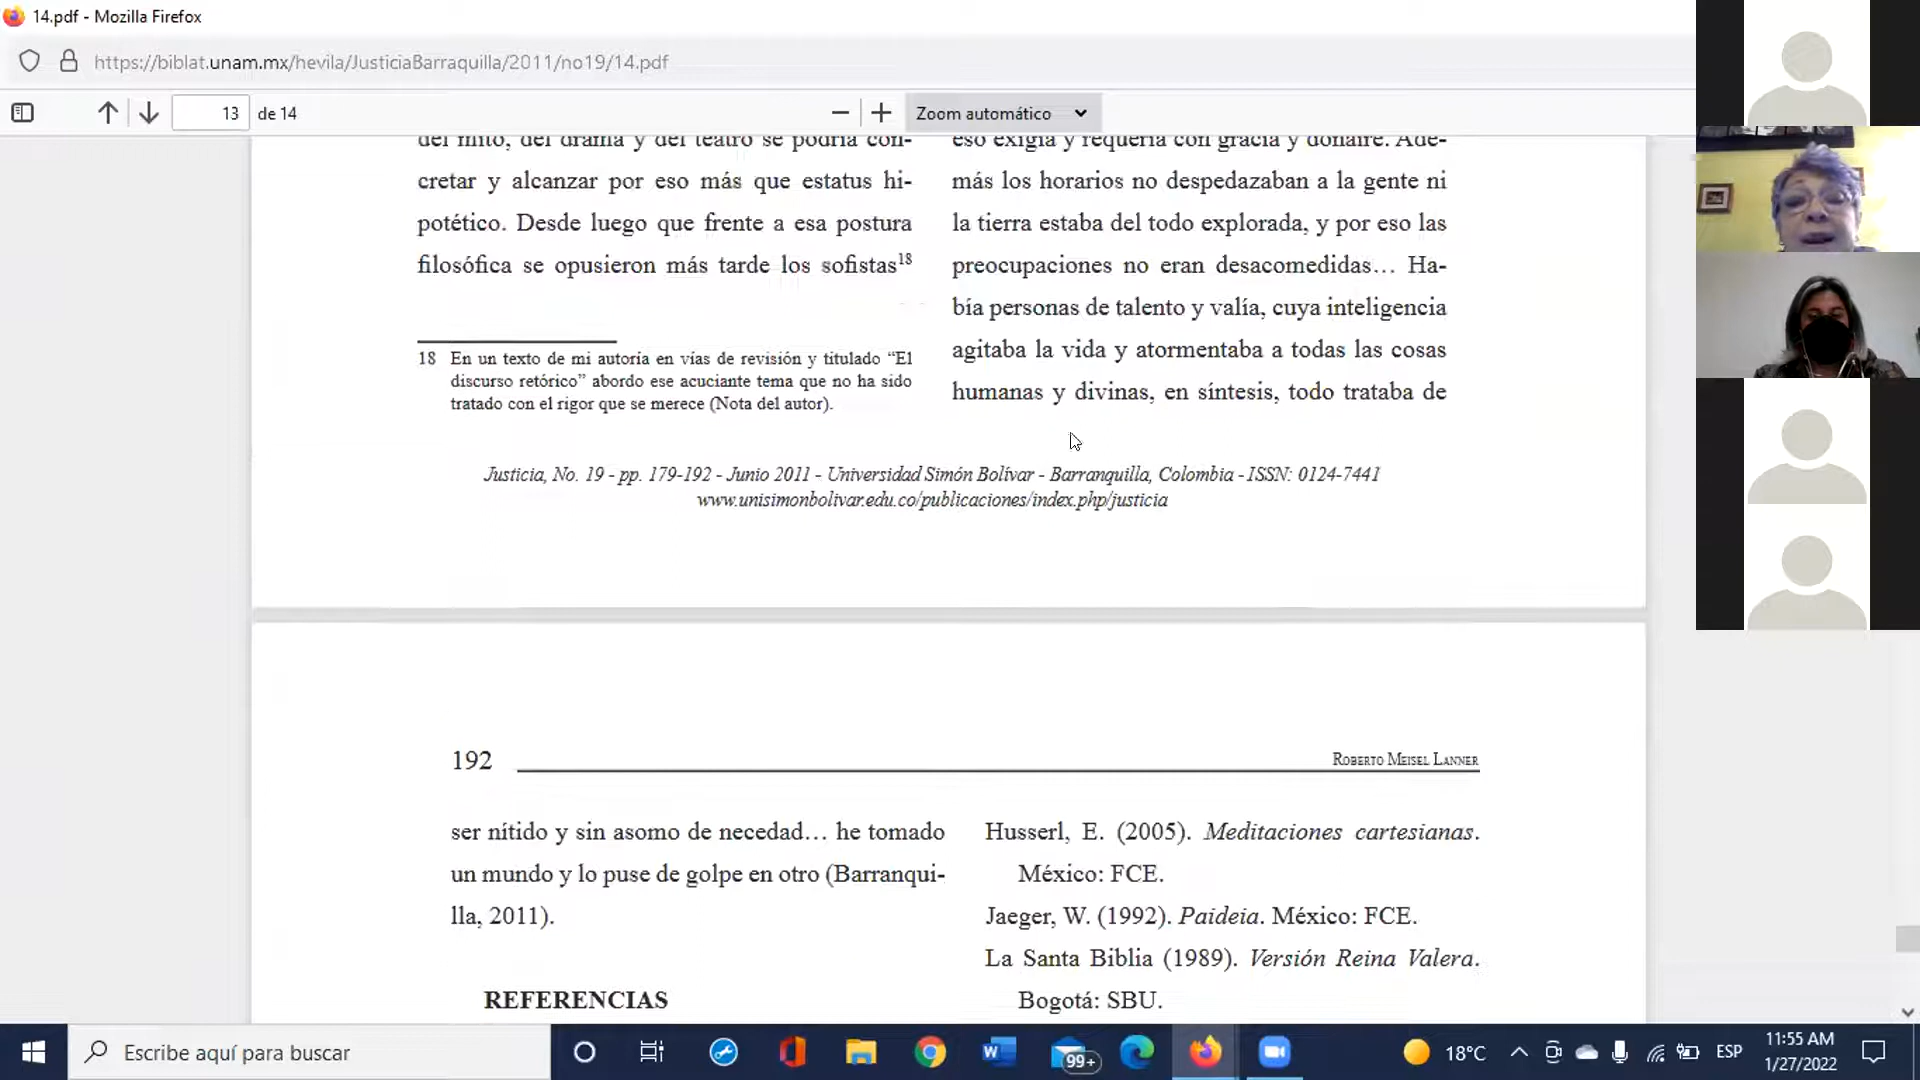 14.pdf - Mozilla Firefox
https://biblat.unam.mx/hevila/JusticiaBarraquilla/2011/no19/14.pdf
13 de 14
Zoom automático
del mito, del drama y del teatro se podría con-
cretar y alcanzar por eso más que estatus hi-
potético. Desde luego que frente a esa postura
filosófica se opusieron más tarde los sofistas18
18 En un texto de mi autoría en vías de revisión y titulado “El
discurso retórico” abordo ese acuciante tema que no ha sido
tratado con el rigor que se merece (Nota del autor).
eso exigía y requería con gracia y donaire. Ade-
más los horarios no despedazaban a la gente ni
la tierra estaba del todo explorada, y por eso las
preocupaciones no eran desacomedidas… Ha-
bía personas de talento y valía, cuya inteligencia
agitaba la vida y atormentaba a todas las cosas
humanas y divinas, en síntesis, todo trataba de
Justicia, No. 19 - pp. 179-192 - Junio 2011 - Universidad Simón Bolívar - Barranquilla, Colombia - ISSN: 0124-7441
www.unisimonbolivar.edu.co/publicaciones/index.php/justicia
192
Roberto Meisel Lanner
ser nítido y sin asomo de necedad… he tomado
un mundo y lo puse de golpe en otro (Barranqui-
lla, 2011).
REFERENCIAS
Husserl, E. (2005). Meditaciones cartesianas.
México: FCE.
Jaeger, W. (1992). Paideia. México: FCE.
La Santa Biblia (1989). Versión Reina Valera.
Bogotá: SBU.
Escribe aquí para buscar
99+
18°C
ESP
11:55 AM
1/27/2022